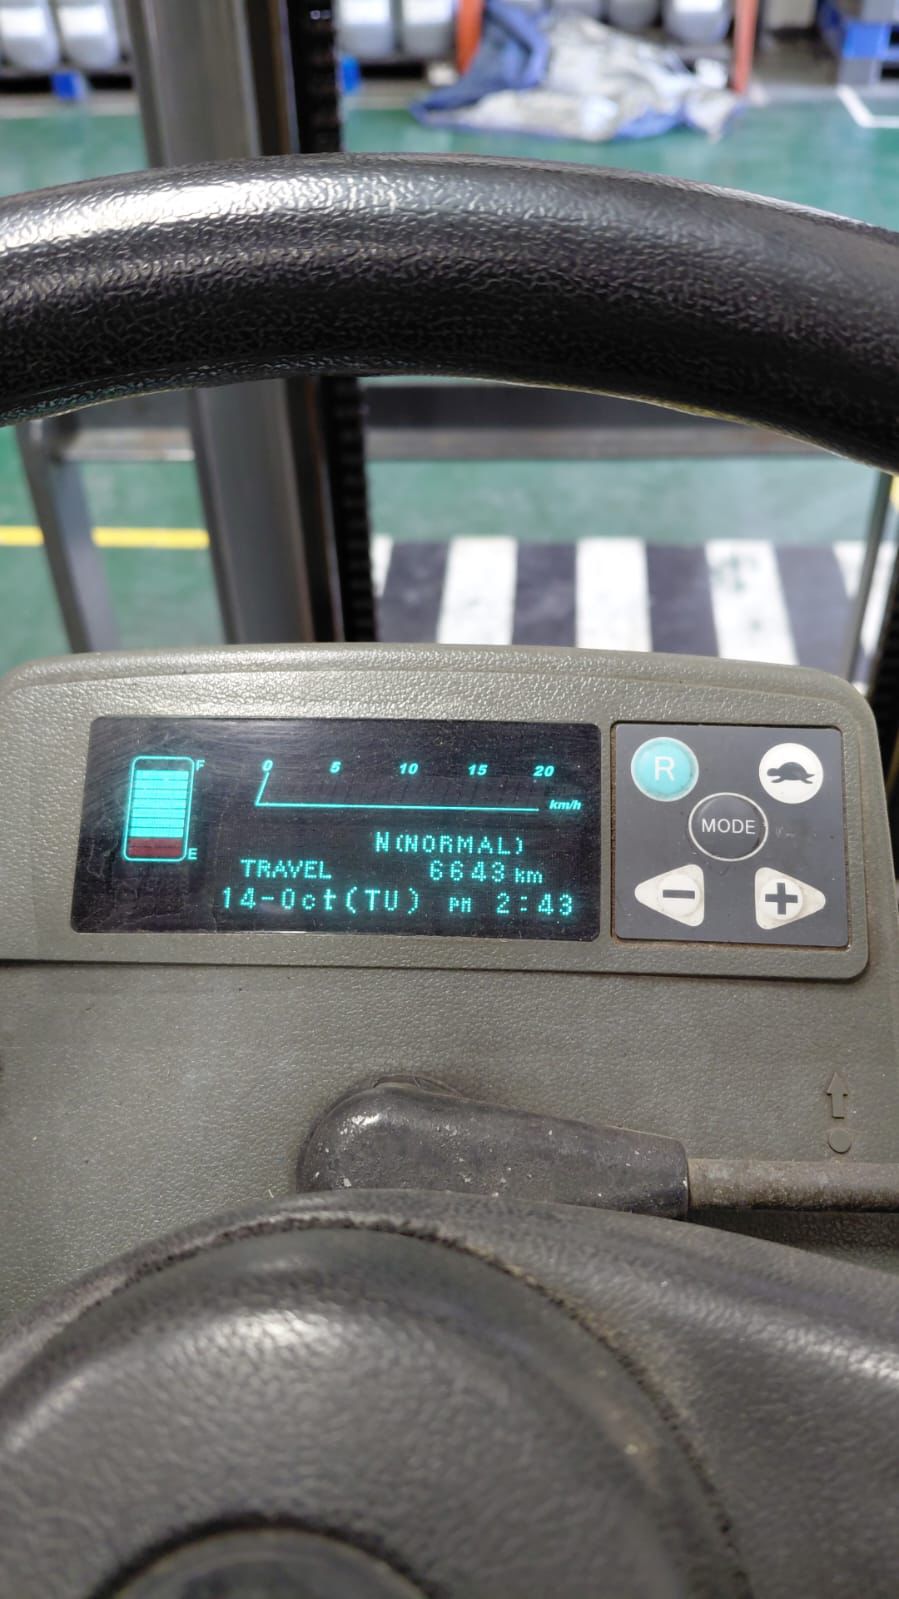 F
0 5 10 15 20
km/h
E
N(NORMAL)
TRAVEL 6643 km
14-Oct(TU) PM 2:43
R
MODE
- +